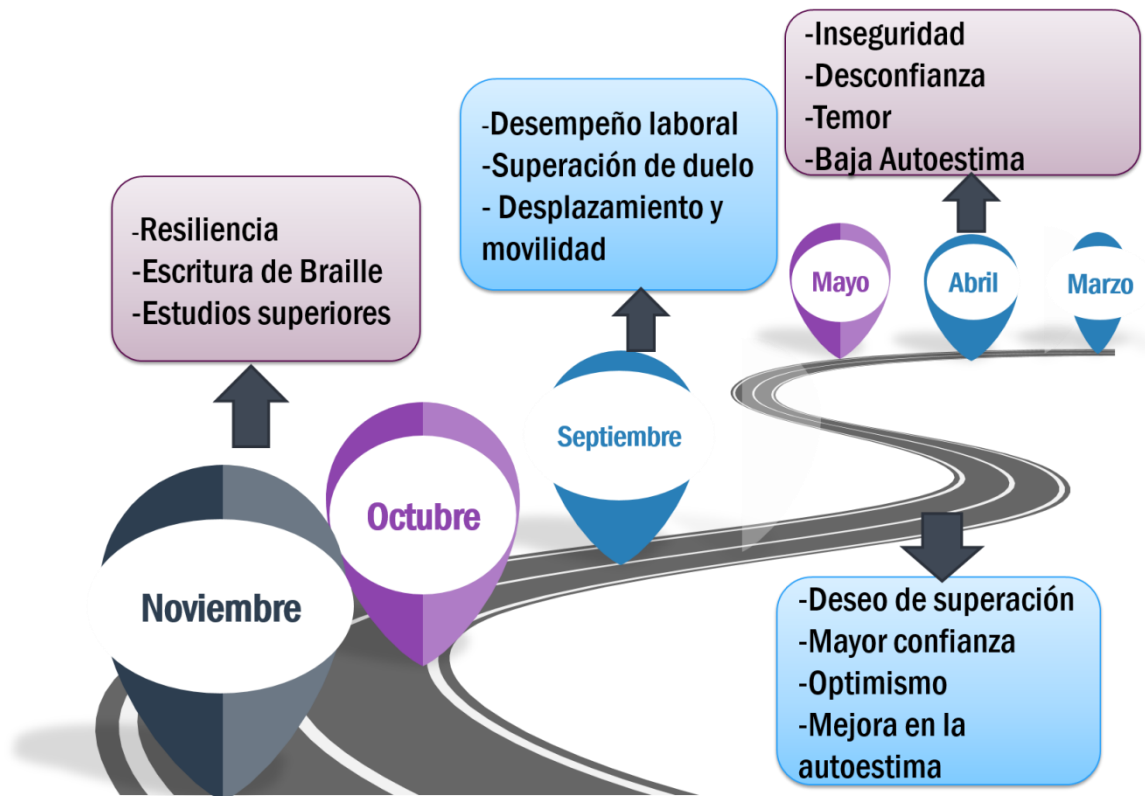 -Inseguridad
-Desconfianza
-Temor
-Baja Autoestima
-Desempeño laboral
-Superación de duelo
- Desplazamiento y
movilidad
-Resiliencia
-Escritura de Braille
-Estudios superiores
Mayo
Abril
Marzo
Septiembre
Octubre
Noviembre
-Deseo de superación
-Mayor confianza
-Optimismo
-Mejora en la
autoestima